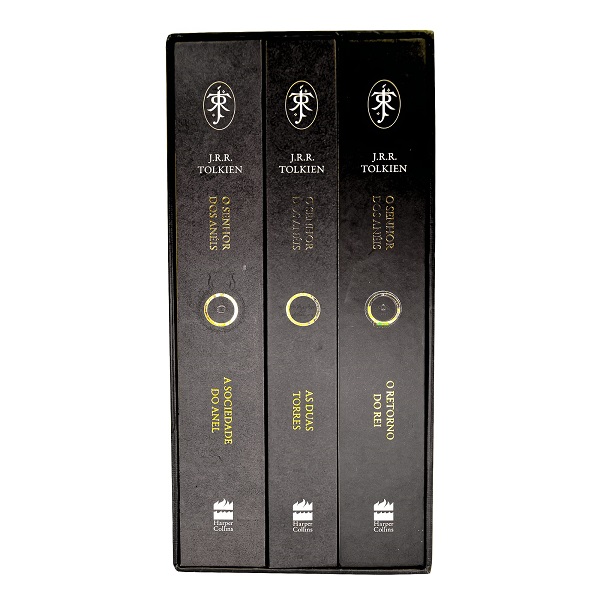 J.R.R.
TOLKIEN
O SENHOR
DOS ANÉIS
A SOCIEDADE
DO ANEL
Harper
Collins
J.R.R.
TOLKIEN
O SENHOR
DOS ANÉIS
AS DUAS
TORRES
Harper
Collins
J.R.R.
TOLKIEN
O SENHOR
DOS ANÉIS
O RETORNO
DO REI
Harper
Collins